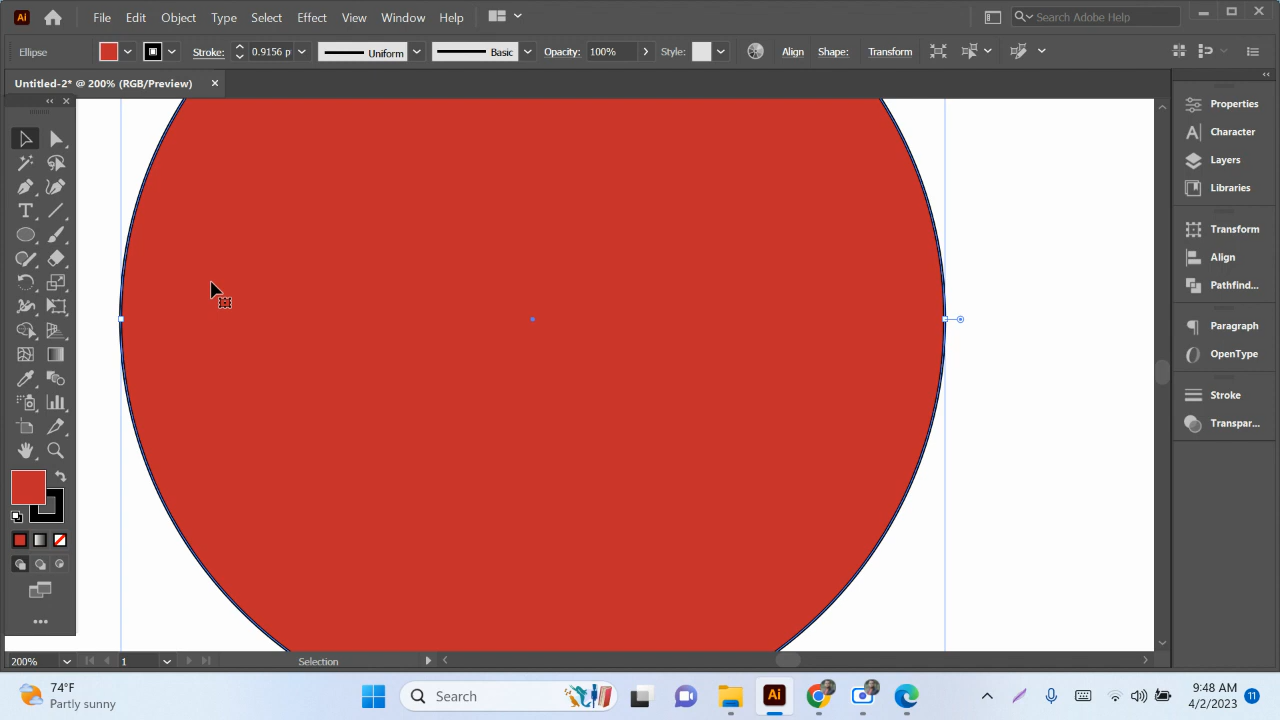 Ai File Edit Object Type Select Effect View Window Help Search Adobe Help
Ellipse Stroke: 0.9156 p Uniform Basic Opacity: 100% Style: Align Shape: Transform
Untitled-2* @ 200% (RGB/Preview)
Properties
Character
Layers
Libraries
Transform
Align
Pathfind...
Paragraph
OpenType
Stroke
Transpar...
200% 1 Selection
74°F
Partly sunny
Search
Ai
9:48 AM
4/2/2023
11